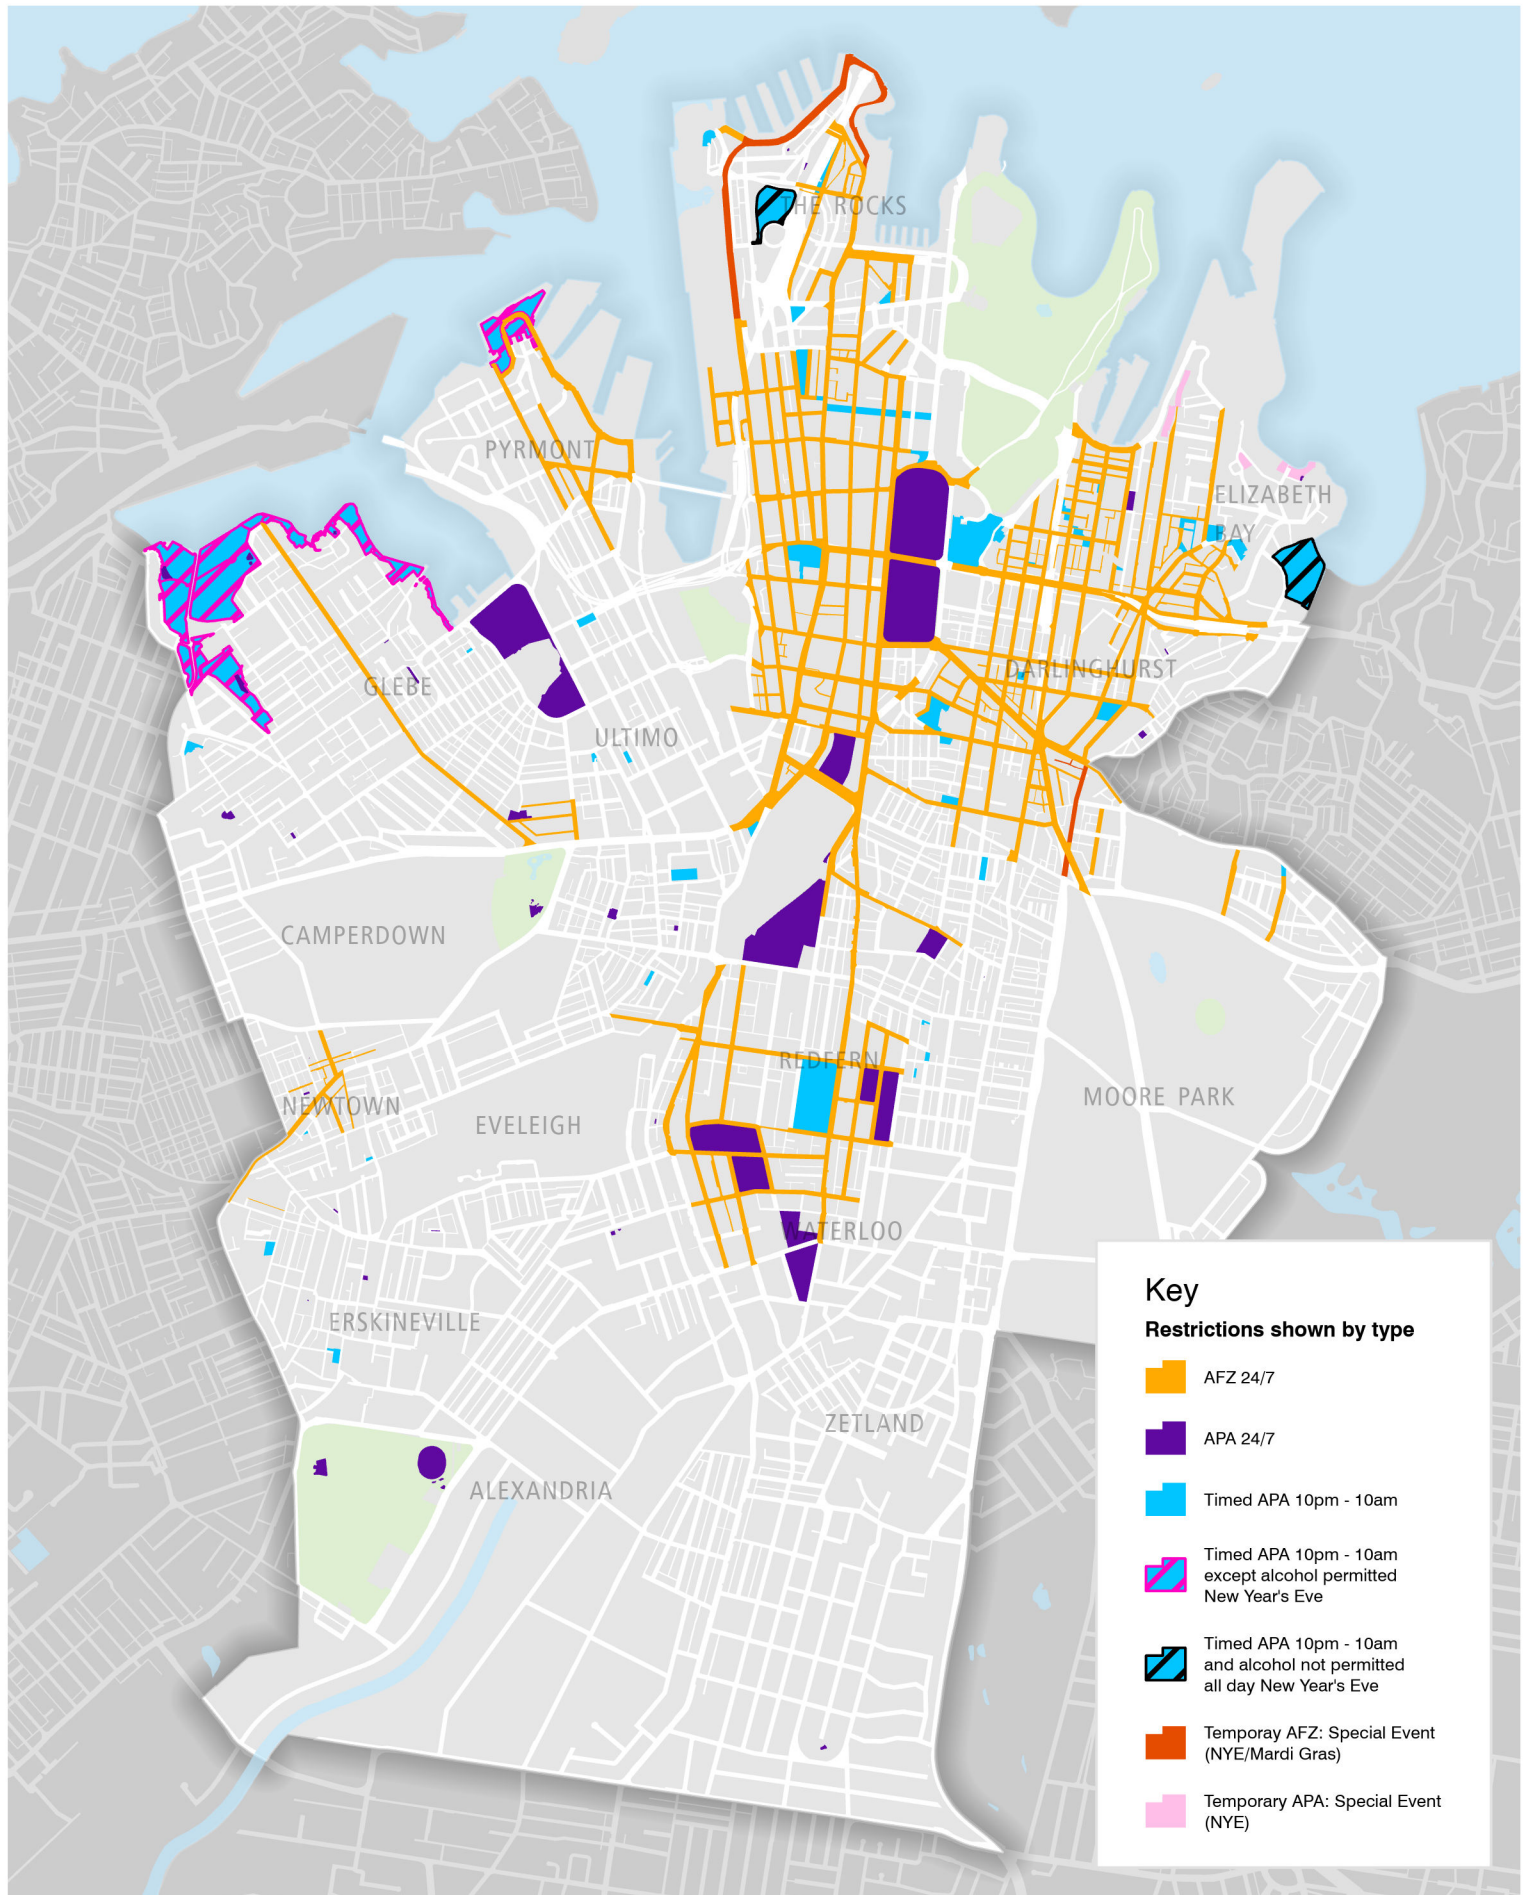 THE ROCKS
PYRMONT
ELIZABETH
BAY
DARLINGHURST
GLEBE
ULTIMO
CAMPERDOWN
REDFERN
MOORE PARK
NEWTOWN
EVELEIGH
WATERLOO
ERSKINEVILLE
ZETLAND
ALEXANDRIA
Key
Restrictions shown by type
AFZ 24/7
APA 24/7
Timed APA 10pm - 10am
Timed APA 10pm - 10am
except alcohol permitted
New Year's Eve
Timed APA 10pm - 10am
and alcohol not permitted
all day New Year's Eve
Temporay AFZ: Special Event
(NYE/Mardi Gras)
Temporary APA: Special Event
(NYE)